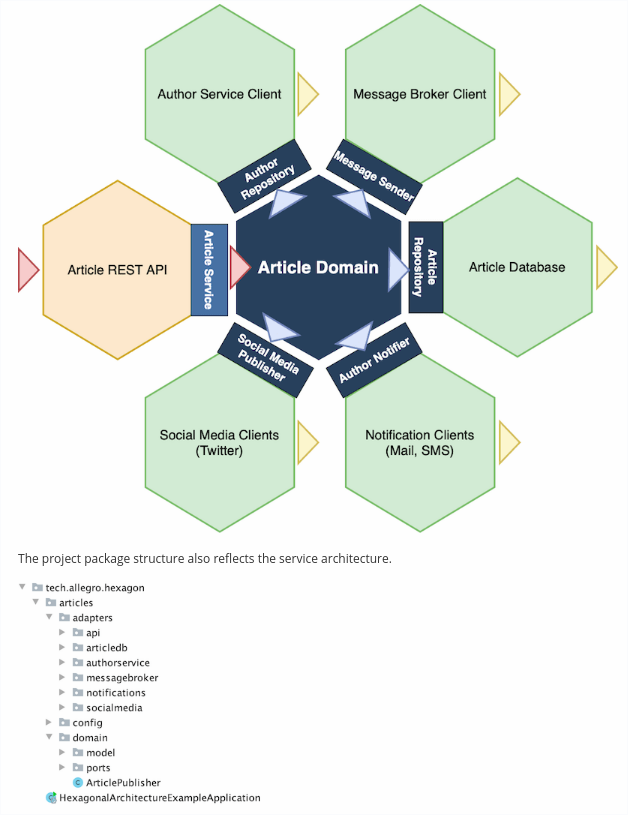 Author Service Client
Message Broker Client
Author
Repository
Message Sender
Article REST API
Article Service
Article Domain
Article
Repository
Article Database
Social Media
Publisher
Author Notifier
Social Media Clients
(Twitter)
Notification Clients
(Mail, SMS)
The project package structure also reflects the service architecture.
tech.allegro.hexagon
articles
adapters
api
articledb
authorservice
messagebroker
notifications
socialmedia
config
domain
model
ports
ArticlePublisher
HexagonalArchitectureExampleApplication